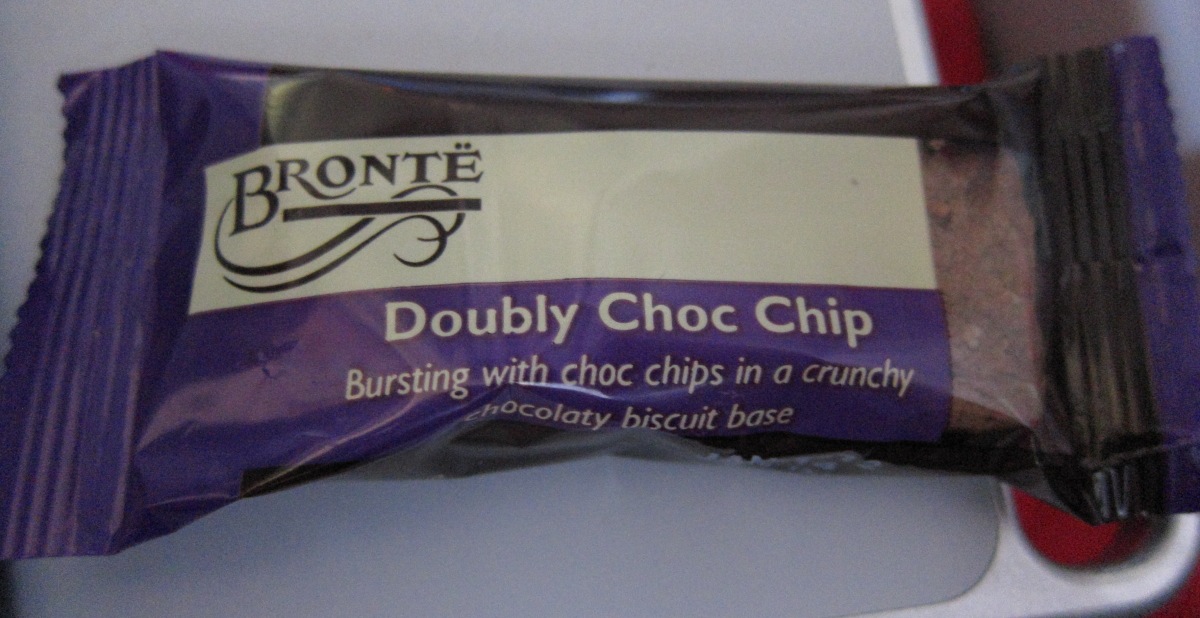 BRONTË
Doubly Choc Chip
Bursting with choc chips in a crunchy
chocolaty biscuit base